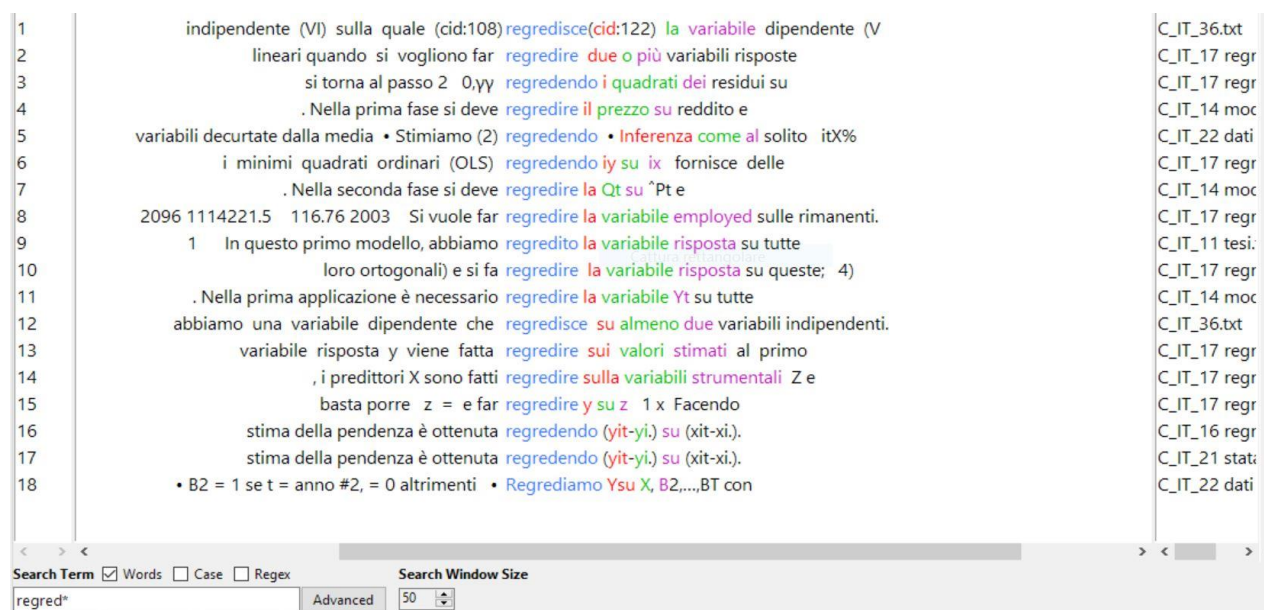 1 indipendente (VI) sulla quale (cid:108) regredisce(cid:122) la variabile dipendente (V C_IT_36.txt
2 lineari quando si vogliono far regredire due o più variabili risposte C_IT_17 regr
3 si torna al passo 2 0,γγ regredendo i quadrati dei residui su C_IT_17 regr
4 . Nella prima fase si deve regredire il prezzo su reddito e C_IT_14 moc
5 variabili decurtate dalla media • Stimiamo (2) regredendo • Inferenza come al solito itX% C_IT_22 dati
6 i minimi quadrati ordinari (OLS) regredendo iy su ix fornisce delle C_IT_17 regr
7 . Nella seconda fase si deve regredire la Qt su ˆPt e C_IT_14 moc
8 2096 1114221.5 116.76 2003 Si vuole far regredire la variabile employed sulle rimanenti. C_IT_17 regr
9 1 In questo primo modello, abbiamo regredito la variabile risposta su tutte C_IT_11 tesi.
Cattura rettangolare
10 loro ortogonali) e si fa regredire la variabile risposta su queste; 4) C_IT_17 regr
11 . Nella prima applicazione è necessario regredire la variabile Yt su tutte C_IT_14 moc
12 abbiamo una variabile dipendente che regredisce su almeno due variabili indipendenti. C_IT_36.txt
13 variabile risposta y viene fatta regredire sui valori stimati al primo C_IT_17 regr
14 , i predittori X sono fatti regredire sulla variabili strumentali Z e C_IT_17 regr
15 basta porre z = e far regredire y su z 1 x Facendo C_IT_17 regr
16 stima della pendenza è ottenuta regredendo (yit-yi.) su (xit-xi.). C_IT_16 regr
17 stima della pendenza è ottenuta regredendo (yit-yi.) su (xit-xi.). C_IT_21 stata
18 • B2 = 1 se t = anno #2, = 0 altrimenti • Regrediamo Ysu X, B2,...,BT con C_IT_22 dati
Search Term Words Case Regex Search Window Size
regred* Advanced 50